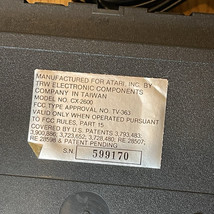 MANUFACTURED FOR ATARI, INC. BY
TRW ELECTRONIC COMPONENTS
COMPANY IN TAIWAN
MODEL NO. CX-2600
FCC TYPE APPROVAL NO. TV-363
VALID ONLY WHEN OPERATED PURSUANT
TO FCC RULES, PART 15.
COVERED BY U.S. PATENTS 3,793,483;
3,900,886; 3,723,652; 3,728,480; RE 28507;
RE 28598 & PATENT PENDING
S.N. 599170